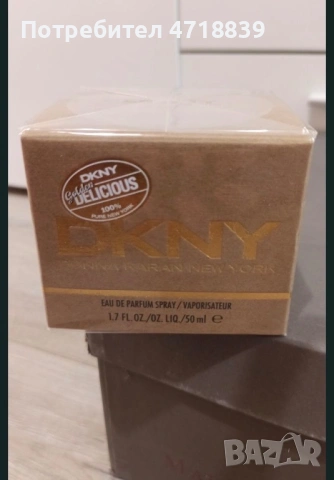 Потребител 4718839
DKNY
Golden
DELICIOUS
100%
PURE NEW YORK
DKNY
DONNA KARAN NEW YORK
EAU DE PARFUM SPRAY/VAPORISATEUR
1.7 FL. OZ./OZ. LIQ./50 ml ℮
BAZAR